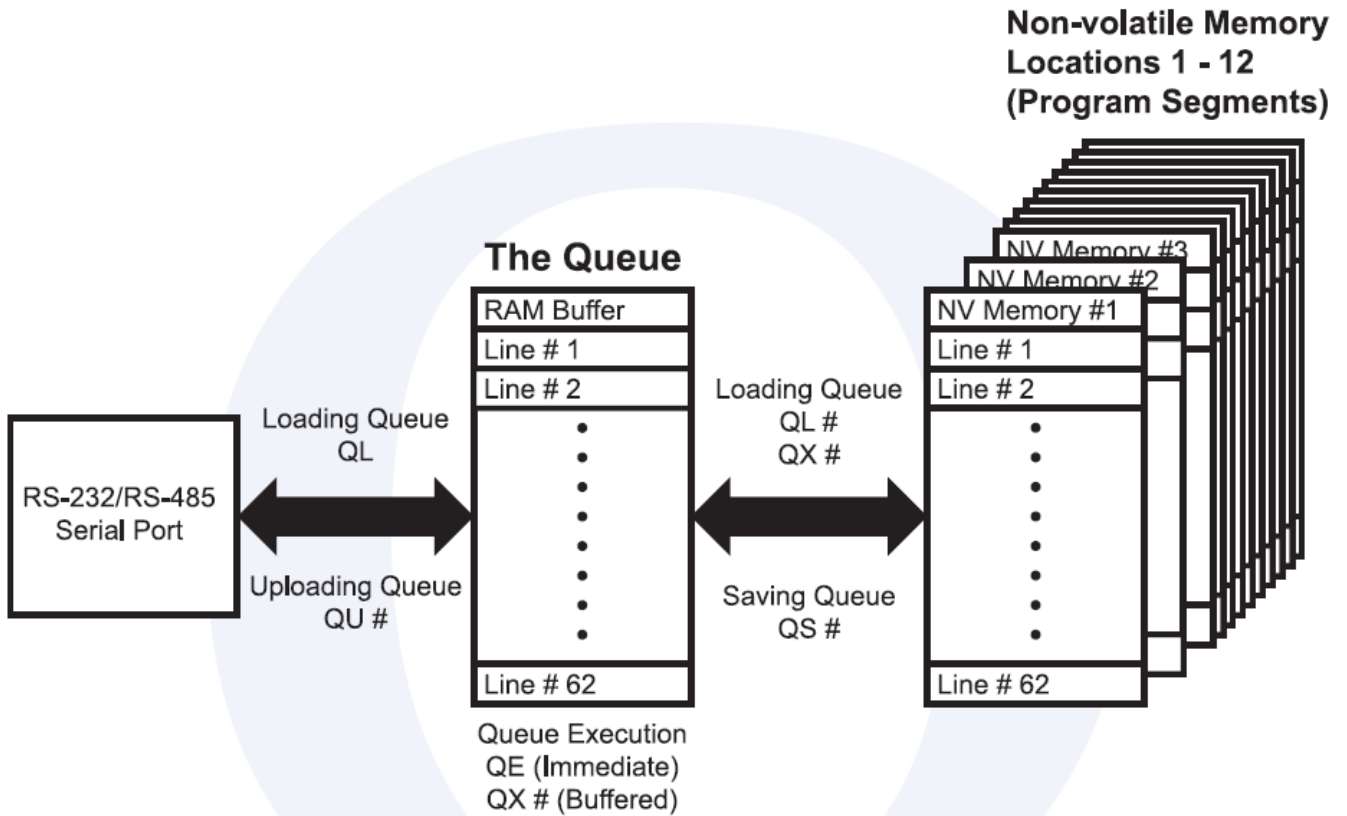 Non-volatile Memory
Locations 1 - 12
(Program Segments)
The Queue
RAM Buffer
Line # 1
Line # 2
Line # 62
Queue Execution
QE (Immediate)
QX # (Buffered)
RS-232/RS-485
Serial Port
Loading Queue
QL
Uploading Queue
QU #
Loading Queue
QL #
QX #
Saving Queue
QS #
NV Memory #3
NV Memory #2
NV Memory #1
Line # 1
Line # 2
Line # 62